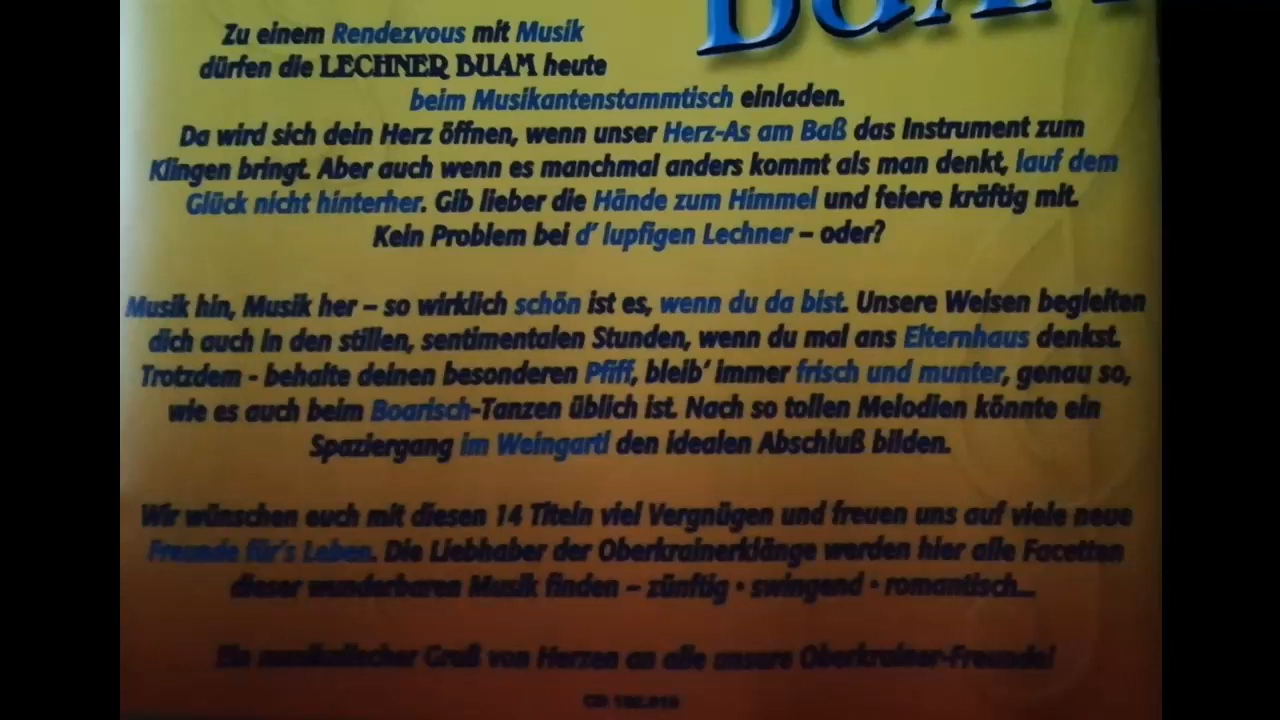 BUAM
Zu einem Rendezvous mit Musik
dürfen die LECHNER BUAM heute
beim Musikantenstammtisch einladen.
Da wird sich dein Herz öffnen, wenn unser Herz-As am Baß das Instrument zum
Klingen bringt. Aber auch wenn es manchmal anders kommt als man denkt, lauf dem
Glück nicht hinterher. Gib lieber die Hände zum Himmel und feiere kräftig mit.
Kein Problem bei d' lupfigen Lechner – oder?
Musik hin, Musik her – so wirklich schön ist es, wenn du da bist. Unsere Weisen begleiten
dich auch in den stillen, sentimentalen Stunden, wenn du mal ans Elternhaus denkst.
Trotzdem - behalte deinen besonderen Pfiff, bleib' immer frisch und munter, genau so,
wie es auch beim Boarisch-Tanzen üblich ist. Nach so tollen Melodien könnte ein
Spaziergang im Weingartl den idealen Abschluß bilden.
Wir wünschen euch mit diesen 14 Titeln viel Vergnügen und freuen uns auf viele neue
Freunde für's Leben. Die Liebhaber der Oberkrainerklänge werden hier alle Facetten
dieser wunderbaren Musik finden – zünftig · swingend · romantisch...
Ein musikalischer Gruß von Herzen an alle unsere Oberkrainer-Freunde!
CD